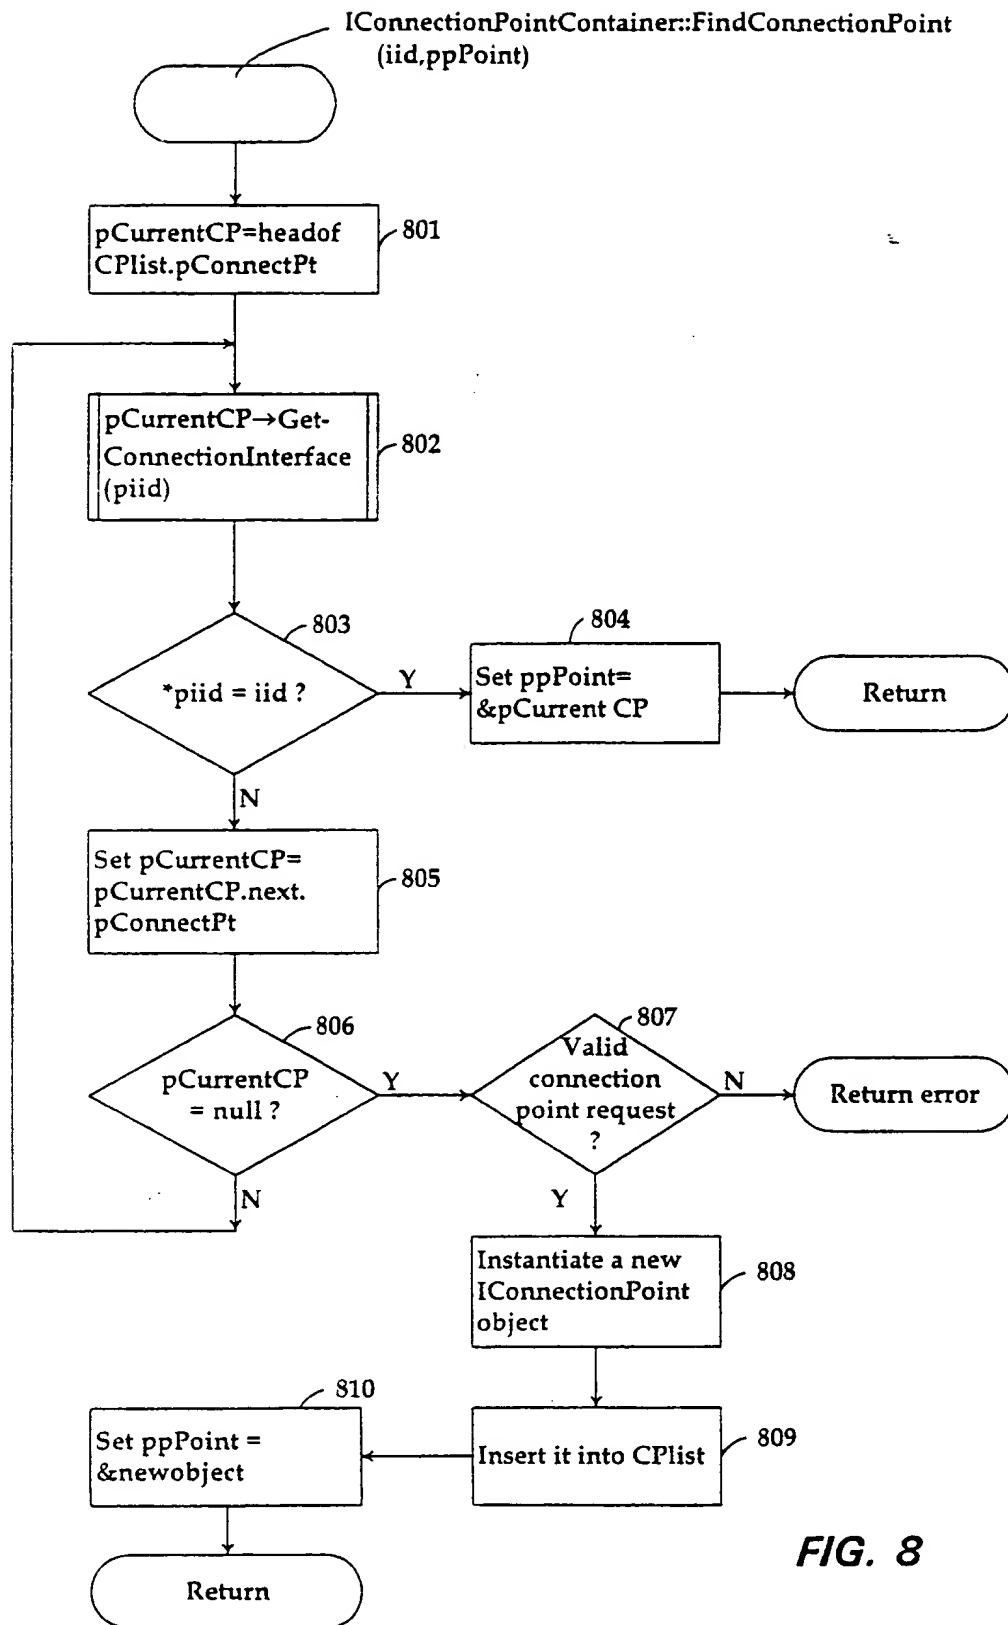 IConnectionPointContainer::FindConnectionPoint
(iid,ppPoint)
pCurrentCP=headof
CPlist.pConnectPt
801
pCurrentCP→Get-
ConnectionInterface
(piid)
802
803
*piid = iid ?
Y
N
804
Set ppPoint=
&pCurrent CP
Return
Set pCurrentCP=
pCurrentCP.next.
pConnectPt
805
806
pCurrentCP
= null ?
Y
N
807
Valid
connection
point request
?
N
Y
Return error
Instantiate a new
IConnectionPoint
object
808
Insert it into CPlist
809
810
Set ppPoint =
&newobject
Return
FIG. 8